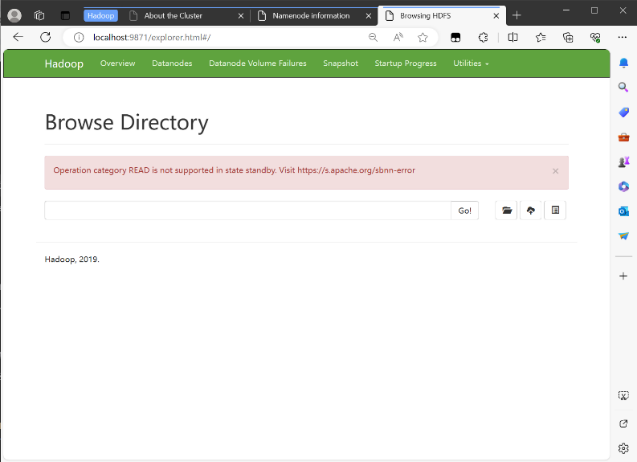 Hadoop
About the Cluster
Namenode information
Browsing HDFS
localhost:9871/explorer.html#/
Hadoop Overview Datanodes Datanode Volume Failures Snapshot Startup Progress Utilities
Browse Directory
Operation category READ is not supported in state standby. Visit https://s.apache.org/sbnn-error
Go!
Hadoop, 2019.